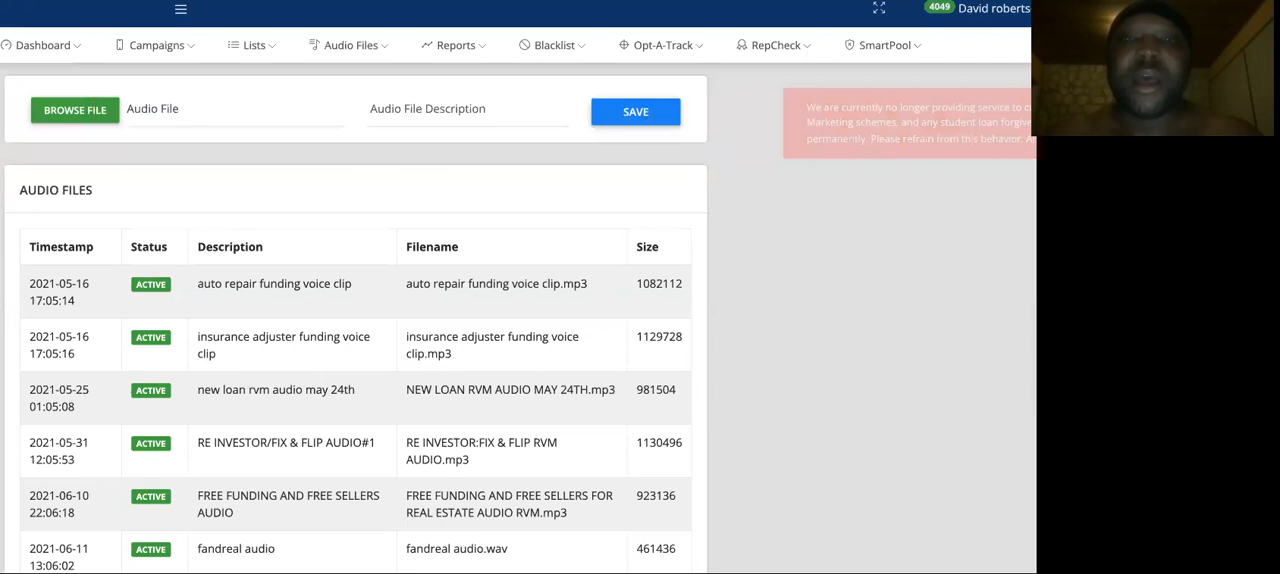 4049 David roberts
Dashboard Campaigns Lists Audio Files Reports Blacklist Opt-A-Track RepCheck SmartPool
BROWSE FILE Audio File Audio File Description SAVE
We are currently no longer providing service to
Marketing schemes, and any student loan
permanently. Please refrain from this behavior.
AUDIO FILES
Timestamp Status Description Filename Size
2021-05-16 ACTIVE auto repair funding voice clip auto repair funding voice clip.mp3 1082112
17:05:14
2021-05-16 ACTIVE insurance adjuster funding voice insurance adjuster funding voice 1129728
17:05:16 clip clip.mp3
2021-05-25 ACTIVE new loan rvm audio may 24th NEW LOAN RVM AUDIO MAY 24TH.mp3 981504
01:05:08
2021-05-31 ACTIVE RE INVESTOR/FIX & FLIP AUDIO#1 RE INVESTOR:FIX & FLIP RVM 1130496
12:05:53 AUDIO.mp3
2021-06-10 ACTIVE FREE FUNDING AND FREE SELLERS FREE FUNDING AND FREE SELLERS FOR 923136
22:06:18 AUDIO REAL ESTATE AUDIO RVM.mp3
2021-06-11 ACTIVE fandreal audio fandreal audio.wav 461436
13:06:02